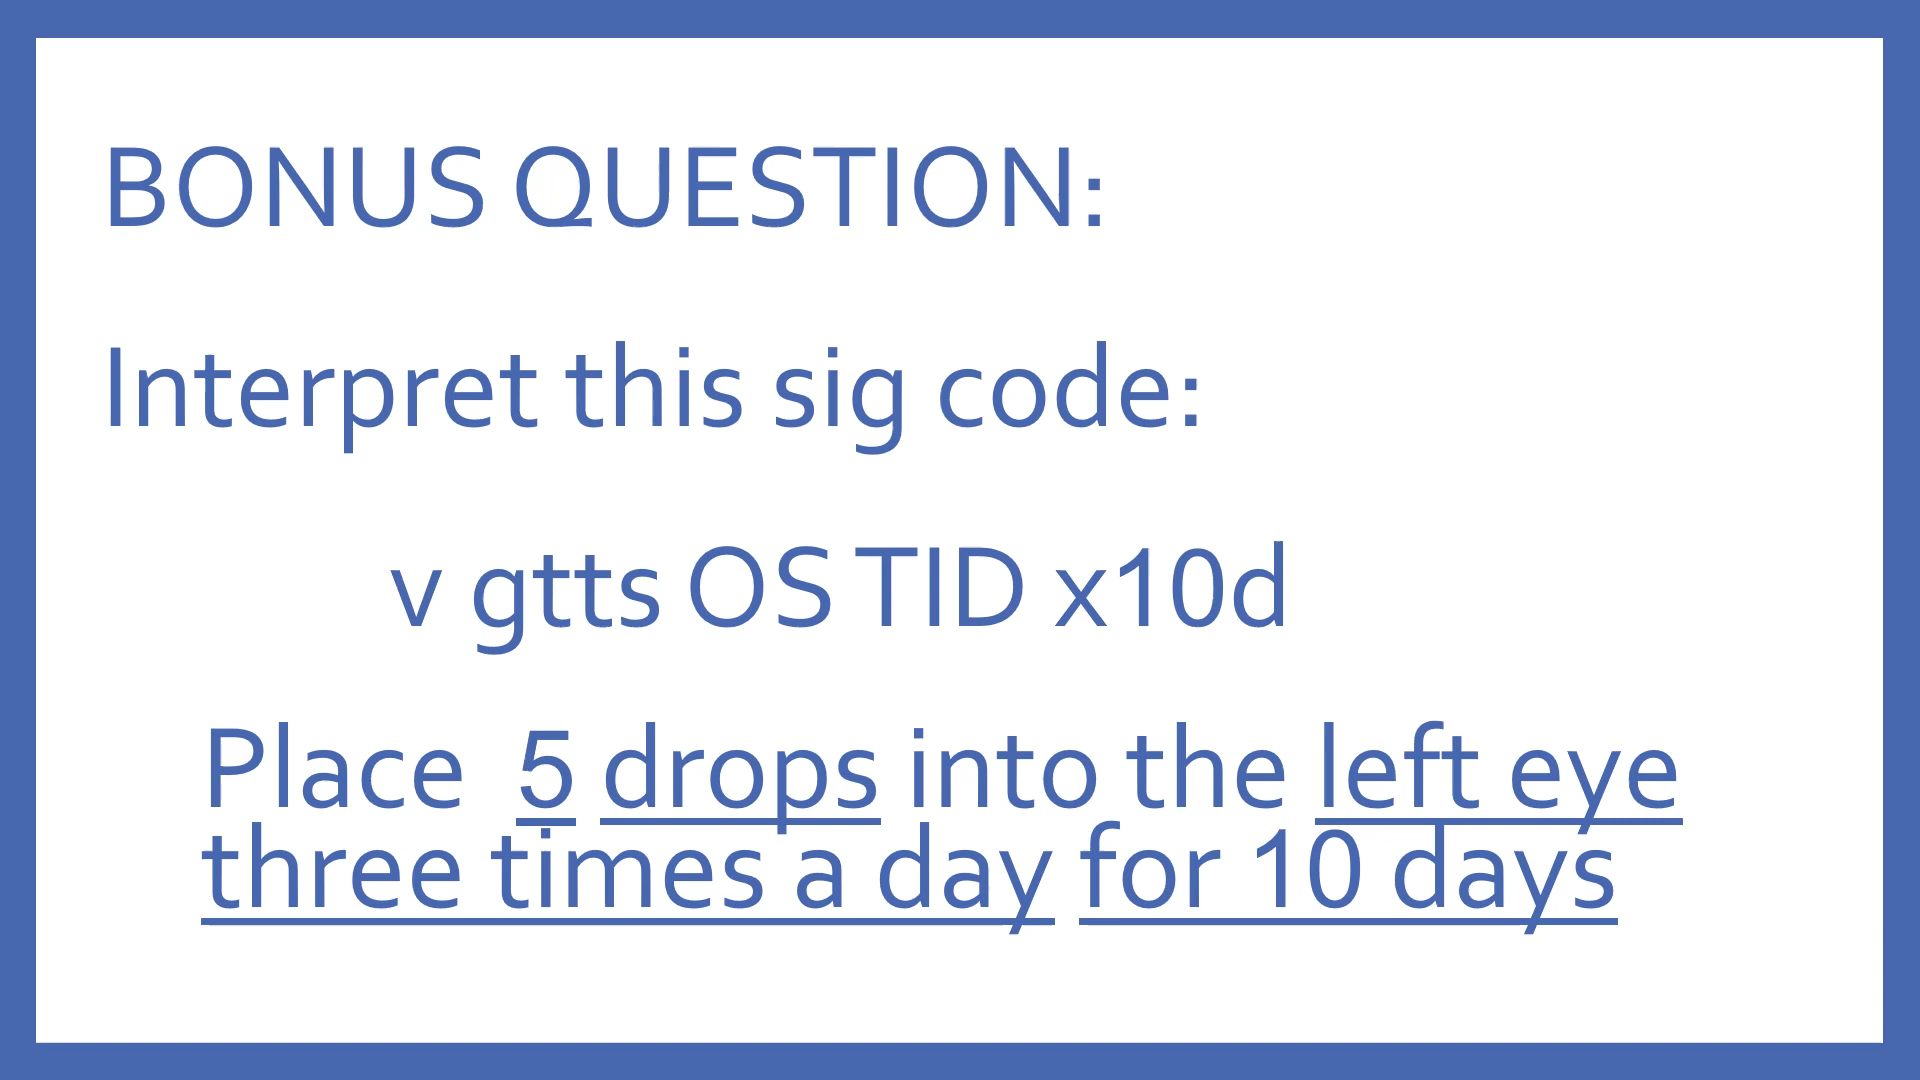 BONUS QUESTION:
Interpret this sig code:
v gtts OS TID x10d
Place 5 drops into the left eye
three times a day for 10 days